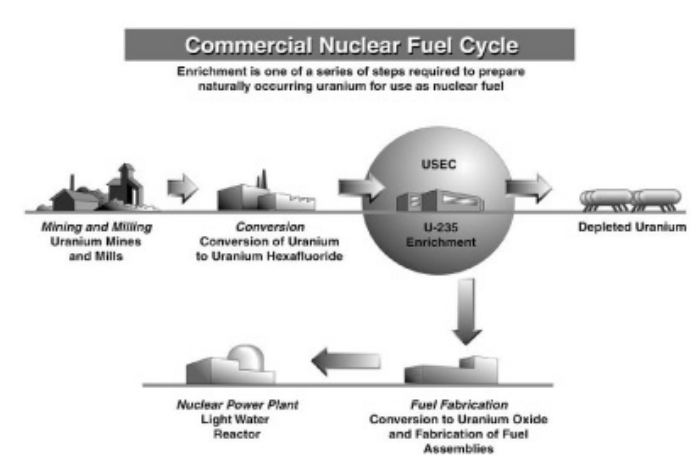 Commercial Nuclear Fuel Cycle
Enrichment is one of a series of steps required to prepare
naturally occurring uranium for use as nuclear fuel
USEC
U-235
Enrichment
Mining and Milling
Uranium Mines
and Mills
Conversion
Conversion of Uranium
to Uranium Hexafluoride
Depleted Uranium
Nuclear Power Plant
Light Water
Reactor
Fuel Fabrication
Conversion to Uranium Oxide
and Fabrication of Fuel
Assemblies